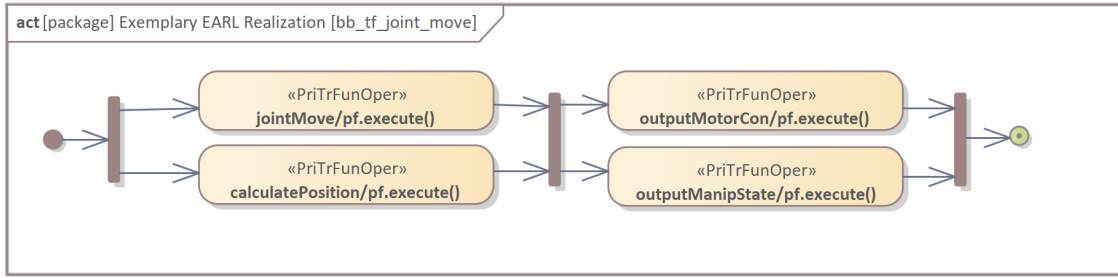 act [package] Exemplary EARL Realization [bb_tf_joint_move]
«PriTrFunOper»
jointMove/pf.execute()
«PriTrFunOper»
outputMotorCon/pf.execute()
«PriTrFunOper»
calculatePosition/pf.execute()
«PriTrFunOper»
outputManipState/pf.execute()